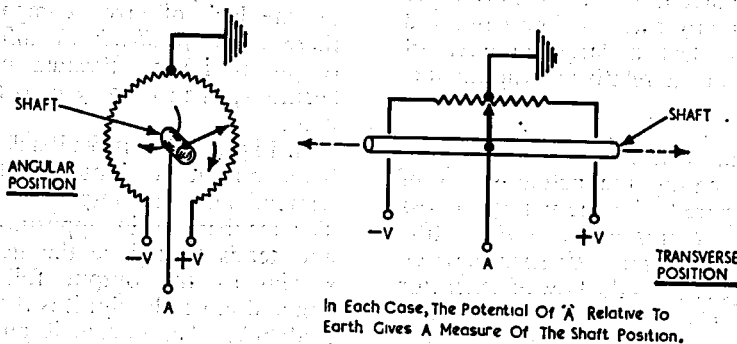 SHAFT
ANGULAR
POSITION
-V
+V
A
SHAFT
-V
A
+V
TRANSVERSE
POSITION
In Each Case, The Potential Of 'A' Relative To
Earth Gives A Measure Of The Shaft Position.